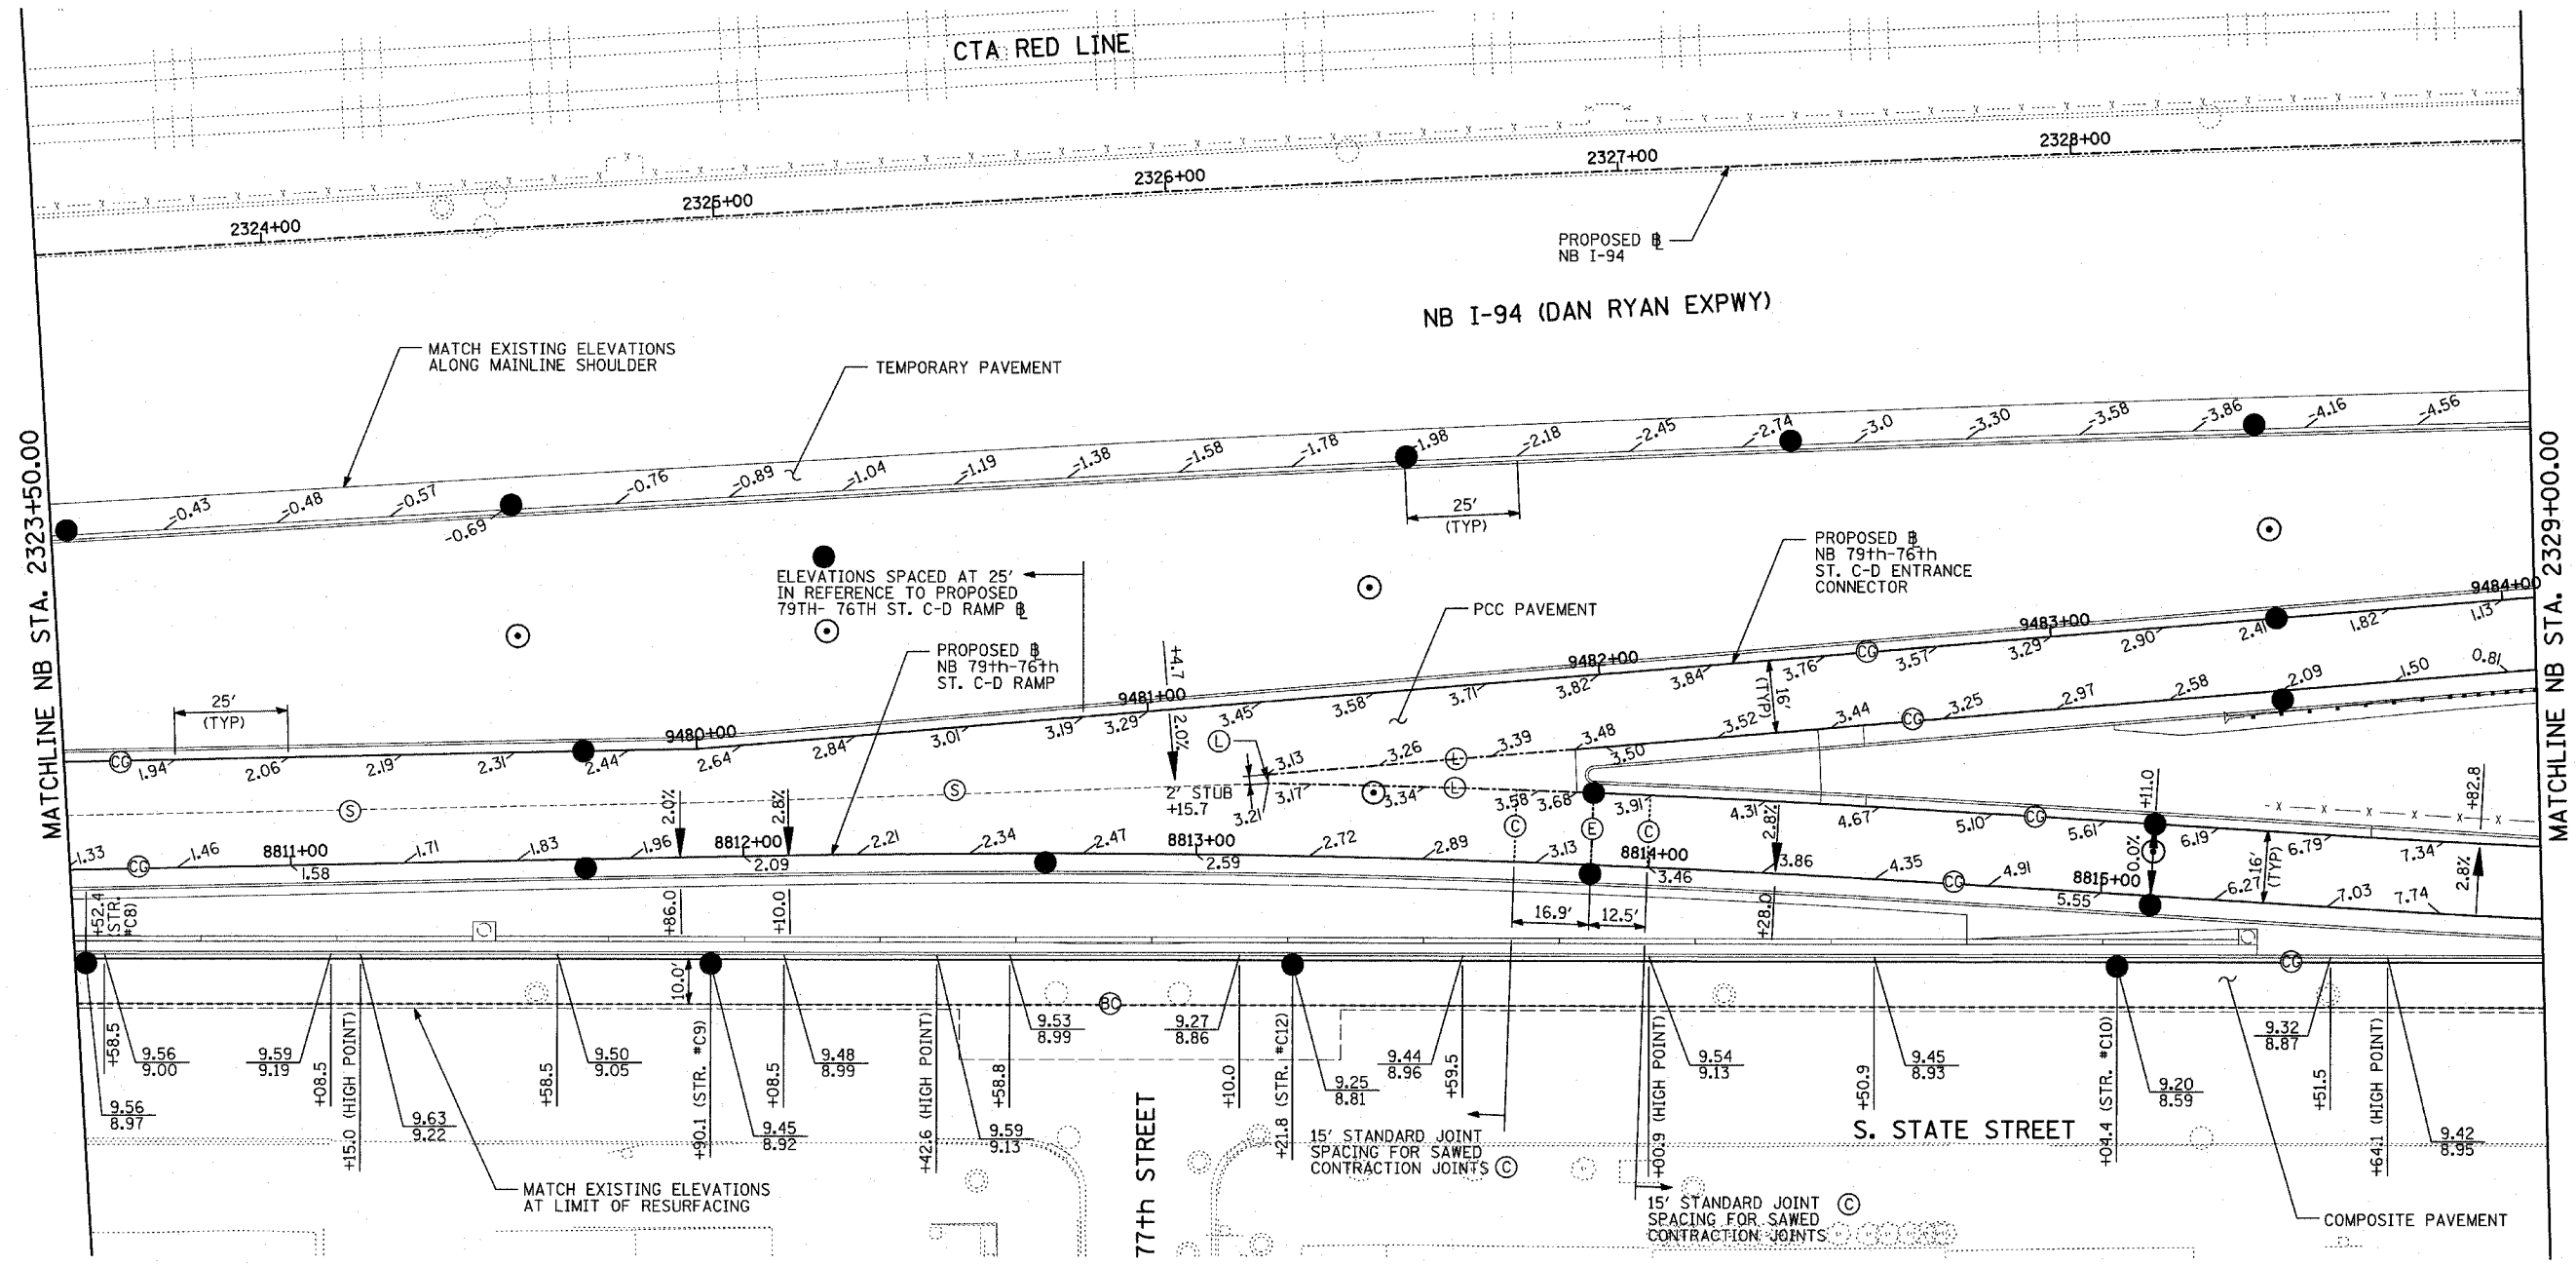 CTA RED LINE
2324+00
2325+00
2326+00
2327+00
2328+00
PROPOSED ℄
NB I-94
NB I-94 (DAN RYAN EXPWY)
MATCH EXISTING ELEVATIONS
ALONG MAINLINE SHOULDER
TEMPORARY PAVEMENT
MATCHLINE NB STA. 2323+50.00
MATCHLINE NB STA. 2329+00.00
-0.43
-0.48
-0.57
-0.69
-0.76
-0.89
-1.04
-1.19
-1.38
-1.58
-1.78
-1.98
-2.18
-2.45
-2.74
-3.0
-3.30
-3.58
-3.86
-4.16
-4.56
25'
(TYP)
ELEVATIONS SPACED AT 25'
IN REFERENCE TO PROPOSED
79TH- 76TH ST. C-D RAMP ℄
PROPOSED ℄
NB 79th-76th
ST. C-D RAMP
PCC PAVEMENT
PROPOSED ℄
NB 79th-76th
ST. C-D ENTRANCE
CONNECTOR
25'
(TYP)
9480+00
9481+00
9482+00
9483+00
9484+00
CG
1.94
2.06
2.19
2.31
2.44
2.64
2.84
3.01
3.19
3.29
3.45
3.58
3.71
3.82
3.84
3.76
CG
3.57
3.29
2.90
2.41
1.82
1.13
+4.7
2.0%
16'
(TYP)
L
3.13
3.26
L
3.39
3.48
3.50
3.52
3.44
CG
3.25
2.97
2.58
2.09
1.50
0.81
S
S
2' STUB
+15.7
3.21
3.17
3.34
L
3.58
3.68
3.91
4.31
4.67
5.10
CG
5.61
6.19
6.79
7.34
2.8%
+11.0
+82.8
0.0%
16'
(TYP)
2.8%
C
E
C
2.0%
2.8%
1.33
CG
1.46
8811+00
1.58
1.71
1.83
1.96
8812+00
2.09
2.21
2.34
2.47
8813+00
2.59
2.72
2.89
3.13
8814+00
3.46
3.86
4.35
CG
4.91
8815+00
5.55
6.27
7.03
7.74
+52.4
(STR.
#C8)
+86.0
+10.0
16.9'
12.5'
+28.0
10.0'
BC
CG
+58.5
9.56
9.00
9.56
8.97
9.59
9.19
+08.5
+15.0 (HIGH POINT)
9.63
9.22
+58.5
9.50
9.05
+90.1 (STR. #C9)
9.45
8.92
+08.5
9.48
8.99
+42.6 (HIGH POINT)
9.59
9.13
+58.8
9.53
8.99
9.27
8.86
+10.0
+21.8 (STR. #C12)
9.25
8.81
9.44
8.96
+59.5
+00.9 (HIGH POINT)
9.54
9.13
+50.9
9.45
8.93
+04.4 (STR. #C10)
9.20
8.59
9.32
8.87
+51.5
+64.1 (HIGH POINT)
9.42
8.95
77th STREET
S. STATE STREET
15' STANDARD JOINT
SPACING FOR SAWED
CONTRACTION JOINTS C
15' STANDARD JOINT C
SPACING FOR SAWED
CONTRACTION JOINTS
MATCH EXISTING ELEVATIONS
AT LIMIT OF RESURFACING
COMPOSITE PAVEMENT